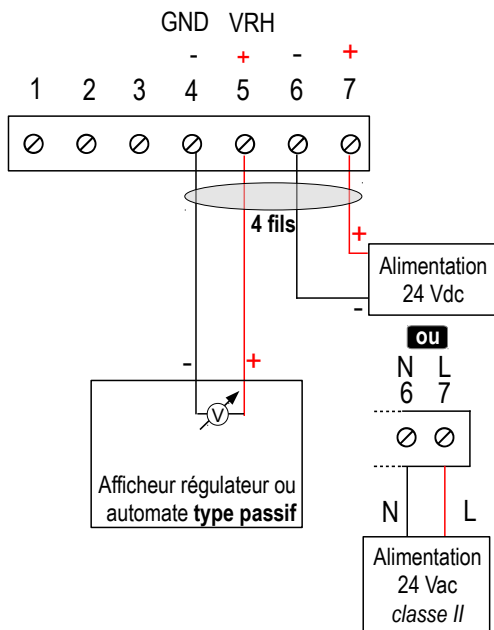 GND VRH
- + - +
1 2 3 4 5 6 7
4 fils
+
Alimentation
24 Vdc
-
ou
N L
6 7
- +
V
Afficheur régulateur ou
automate type passif
N L
Alimentation
24 Vac
classe II